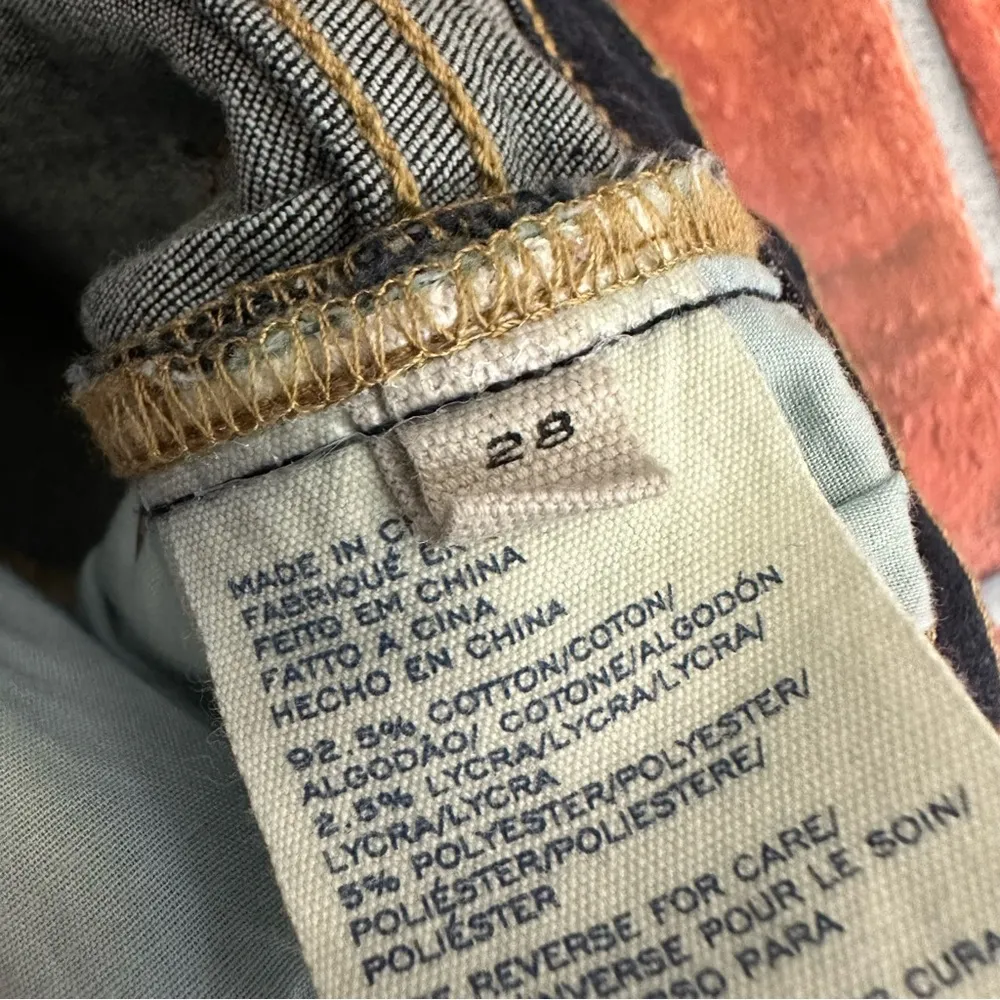 28
MADE IN
FABRIQUÉ
FEITO EM CHINA
FATTO A CINA
HECHO EN CHINA
92.5% COTTON/COTON/
ALGODÃO/ COTONE/ALGODÓN
2.5% LYCRA/LYCRA/LYCRA/
LYCRA/LYCRA
5% POLYESTER/POLYESTER/
POLIÉSTER/POLIESTERE/
POLIÉSTER
REVERSE FOR CARE/
POUR LE SOIN/
PARA